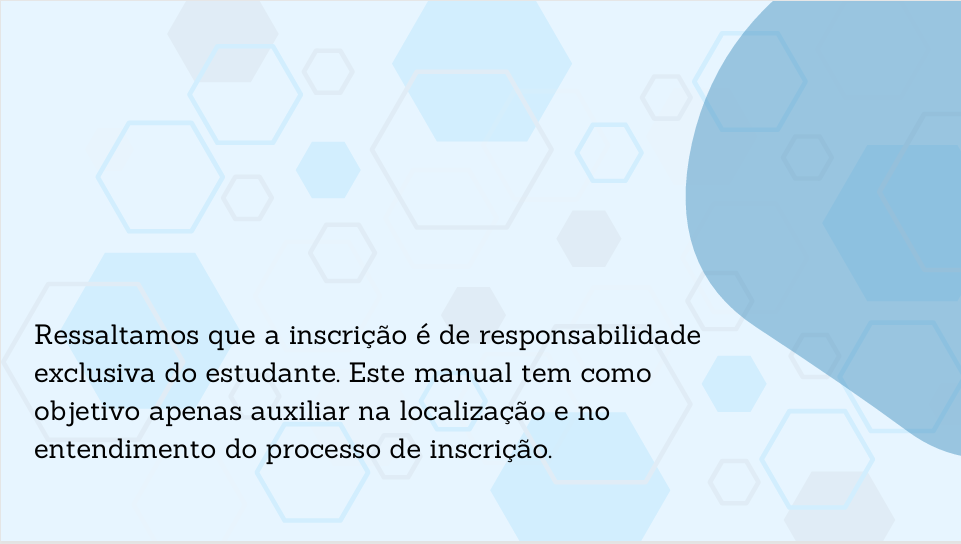 Ressaltamos que a inscrição é de responsabilidade
exclusiva do estudante. Este manual tem como
objetivo apenas auxiliar na localização e no
entendimento do processo de inscrição.